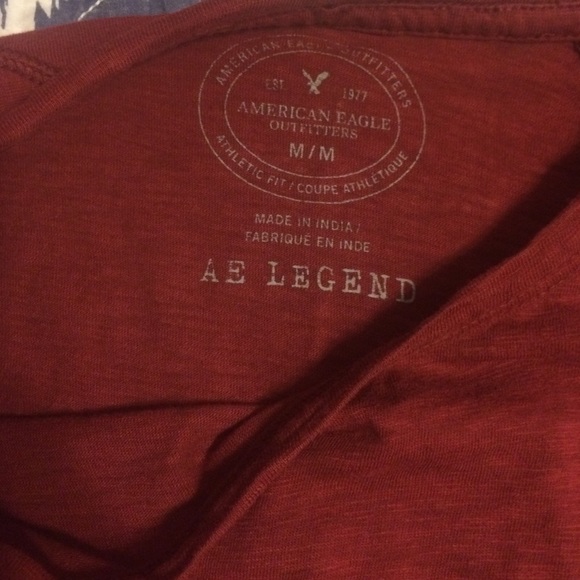 AMERICAN EAGLE OUTFITTERS
EST. 1977
AMERICAN EAGLE
OUTFITTERS
M/M
ATHLETIC FIT / COUPE ATHLÉTIQUE
MADE IN INDIA /
FABRIQUÉ EN INDE
AE LEGEND